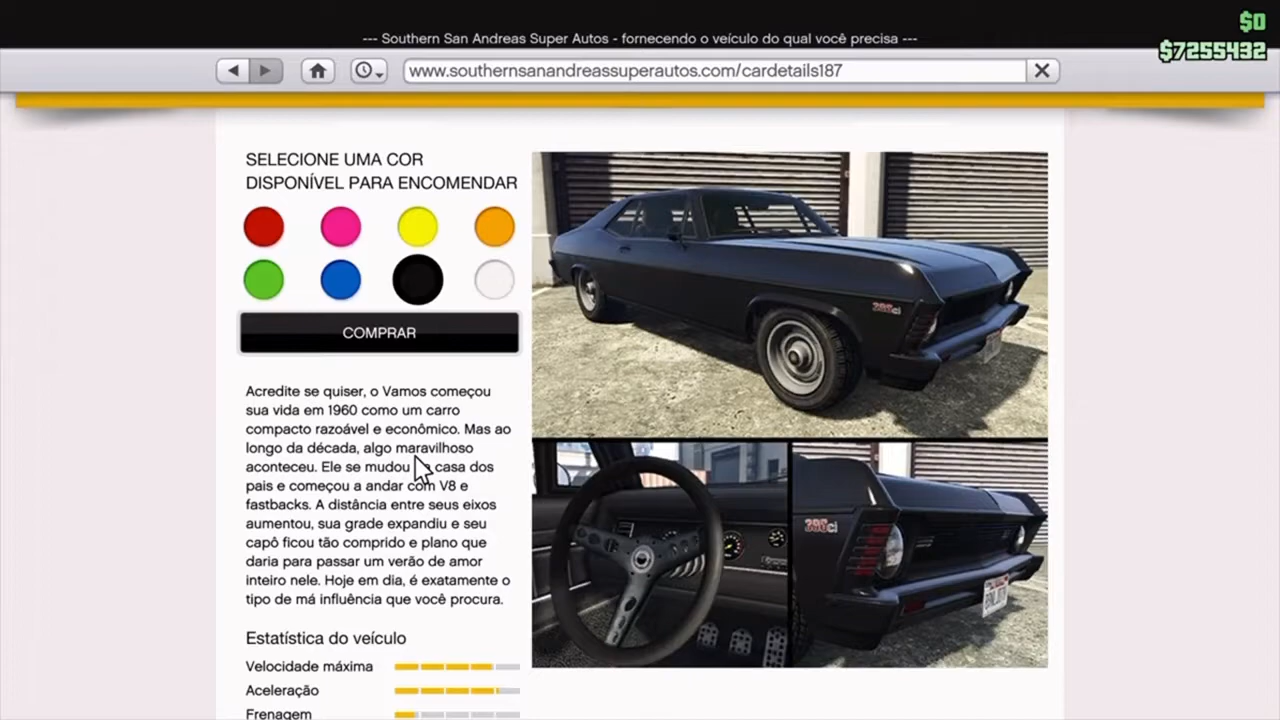 $0
--- Southern San Andreas Super Autos - fornecendo o veículo do qual você precisa ---
$7255432
www.southernsanandreassuperautos.com/cardetails187
SELECIONE UMA COR
DISPONÍVEL PARA ENCOMENDAR
COMPRAR
Acredite se quiser, o Vamos começou
sua vida em 1960 como um carro
compacto razoável e econômico. Mas ao
longo da década, algo maravilhoso
aconteceu. Ele se mudou casa dos
pais e começou a andar com V8 e
fastbacks. A distância entre seus eixos
aumentou, sua grade expandiu e seu
capô ficou tão comprido e plano que
daria para passar um verão de amor
inteiro nele. Hoje em dia, é exatamente o
tipo de má influência que você procura.
Estatística do veículo
Velocidade máxima
Aceleração
Frenagem